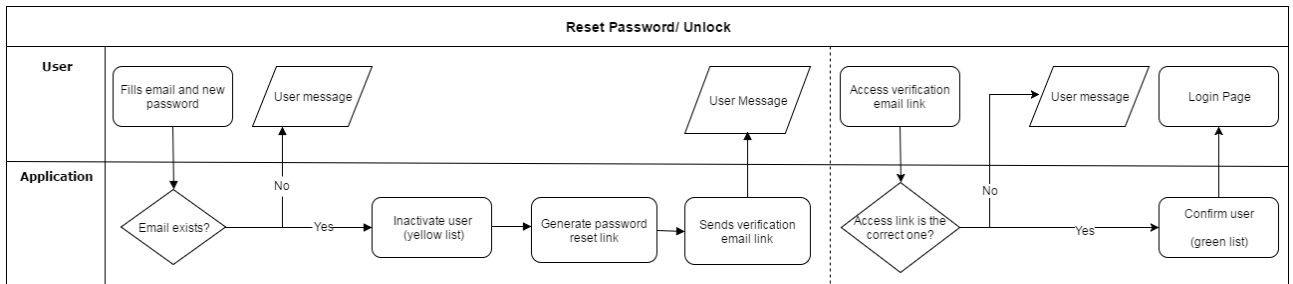 Reset Password/ Unlock
User
Fills email and new
password
User message
User Message
Access verification
email link
User message
Login Page
Application
No
Email exists?
Yes
Inactivate user
(yellow list)
Generate password
reset link
Sends verification
email link
No
Access link is the
correct one?
Yes
Confirm user
(green list)